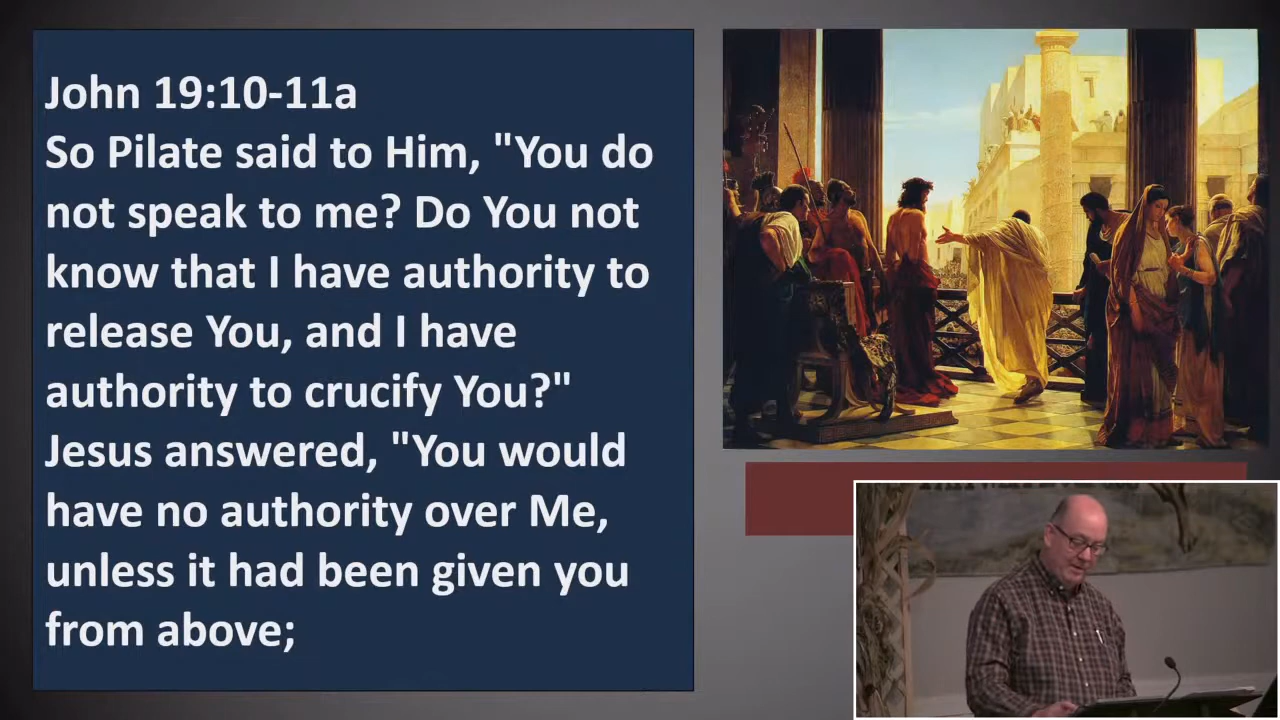 John 19:10-11a
So Pilate said to Him, "You do
not speak to me? Do You not
know that I have authority to
release You, and I have
authority to crucify You?"
Jesus answered, "You would
have no authority over Me,
unless it had been given you
from above;